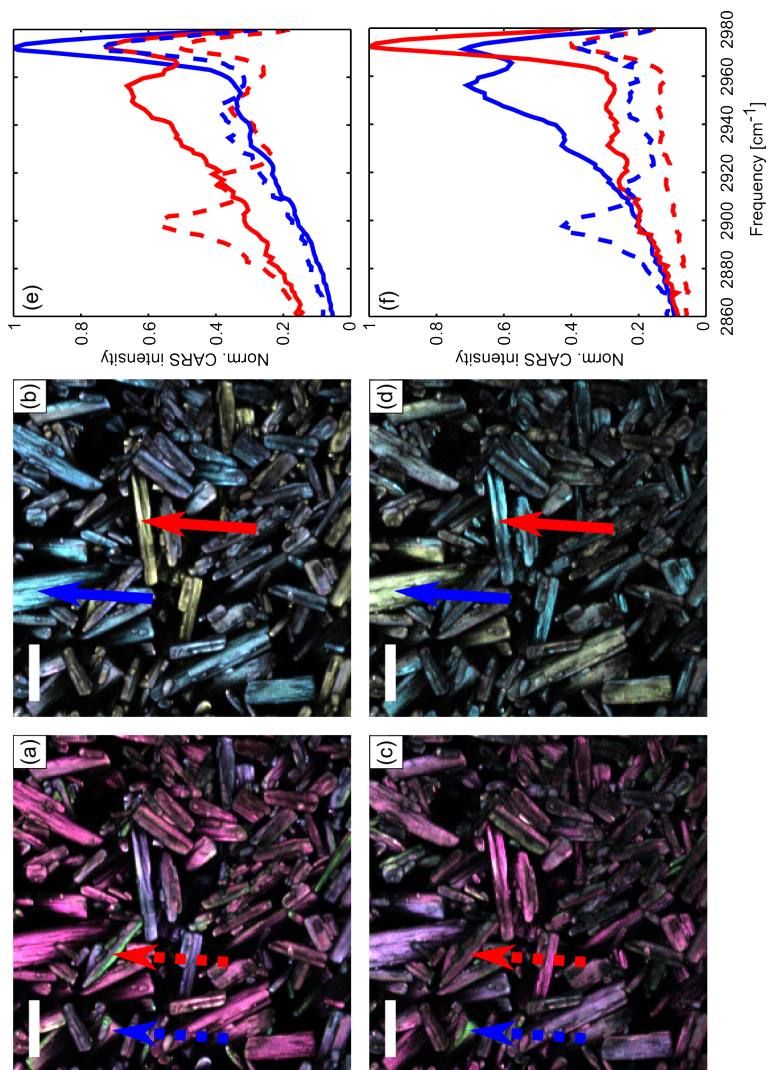 (a)
(b)
(c)
(d)
(e)
1
0.8
0.6
0.4
0.2
0
Norm. CARS intensity
(f)
1
0.8
0.6
0.4
0.2
0
Norm. CARS intensity
2860 2880 2900 2920 2940 2960 2980
Frequency [cm-1]